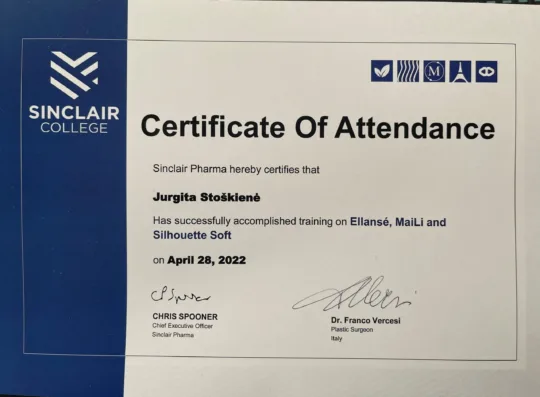 SINCLAIR
COLLEGE
M
Certificate Of Attendance
Sinclair Pharma hereby certifies that
Jurgita Stoškienė
Has successfully accomplished training on Ellansé, MaiLi and
Silhouette Soft
on April 28, 2022
CHRIS SPOONER
Chief Executive Officer
Sinclair Pharma
Dr. Franco Vercesi
Plastic Surgeon
Italy